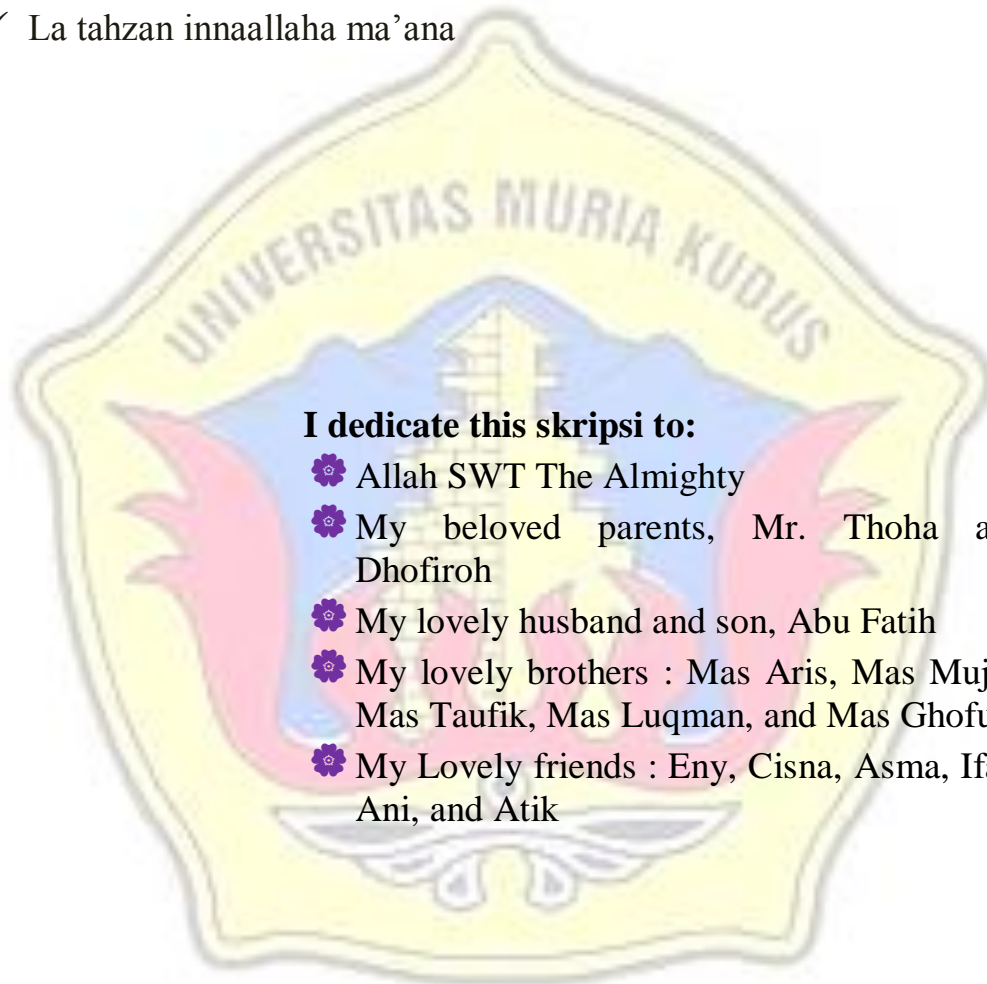 ✓ La tahzan innaallaha ma’ana
UNIVERSITAS MURIA KUDUS
I dedicate this skripsi to:
Allah SWT The Almighty
My beloved parents, Mr. Thoha
Dhofiroh
My lovely husband and son, Abu Fatih
My lovely brothers : Mas Aris, Mas
Mas Taufik, Mas Luqman, and Mas
My Lovely friends : Eny, Cisna, Asma,
Ani, and Atik